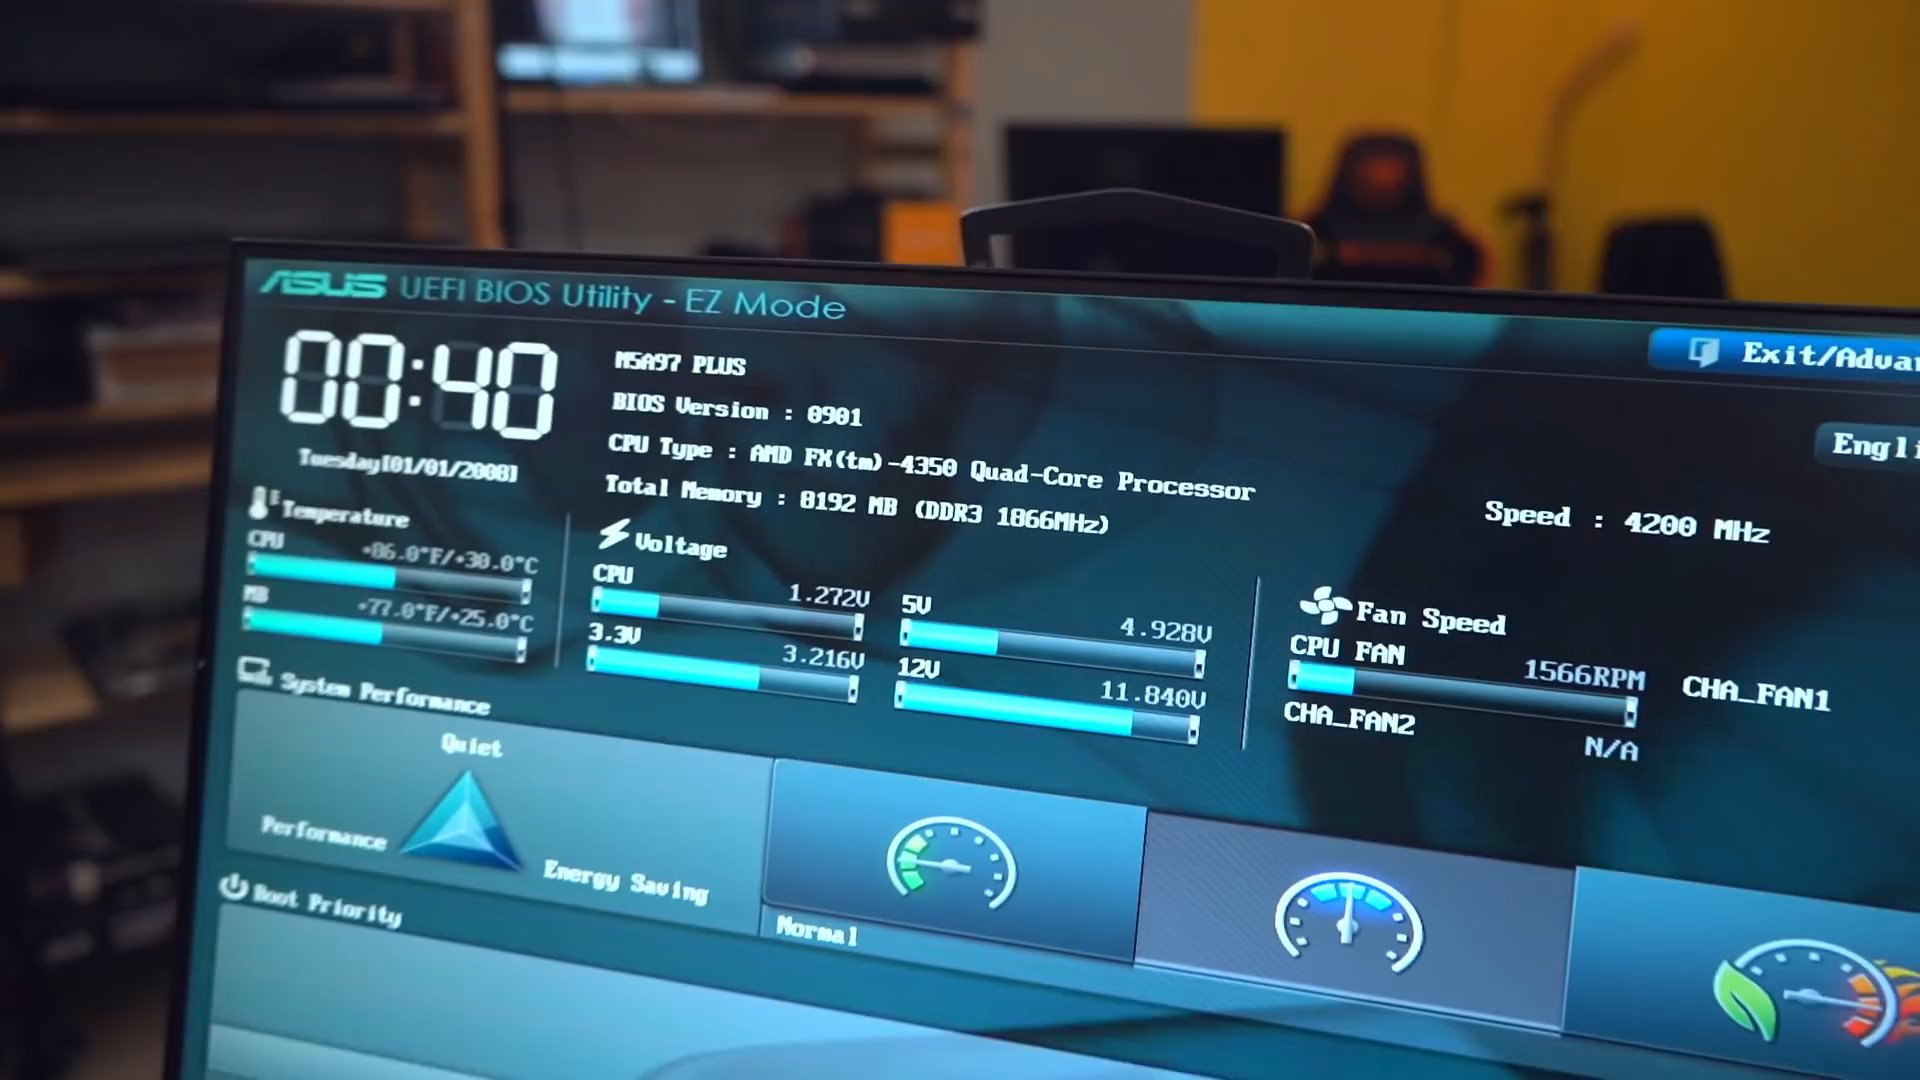 ASUS UEFI BIOS Utility - EZ Mode
Exit/Advan
00:40
Tuesday[01/01/2008]
M5A97 PLUS
BIOS Version : 0901
CPU Type : AMD FX(tm)-4350 Quad-Core Processor
Total Memory : 8192 MB (DDR3 1866MHz)
Engli
Speed : 4200 MHz
Temperature
CPU +86.0°F/+30.0°C
MB +77.0°F/+25.0°C
Voltage
CPU 1.272V 5V 4.928V
3.3V 3.216V 12V 11.840V
Fan Speed
CPU FAN 1566RPM CHA_FAN1
CHA_FAN2 N/A
System Performance
Quiet
Performance
Energy Saving
Normal
Boot Priority